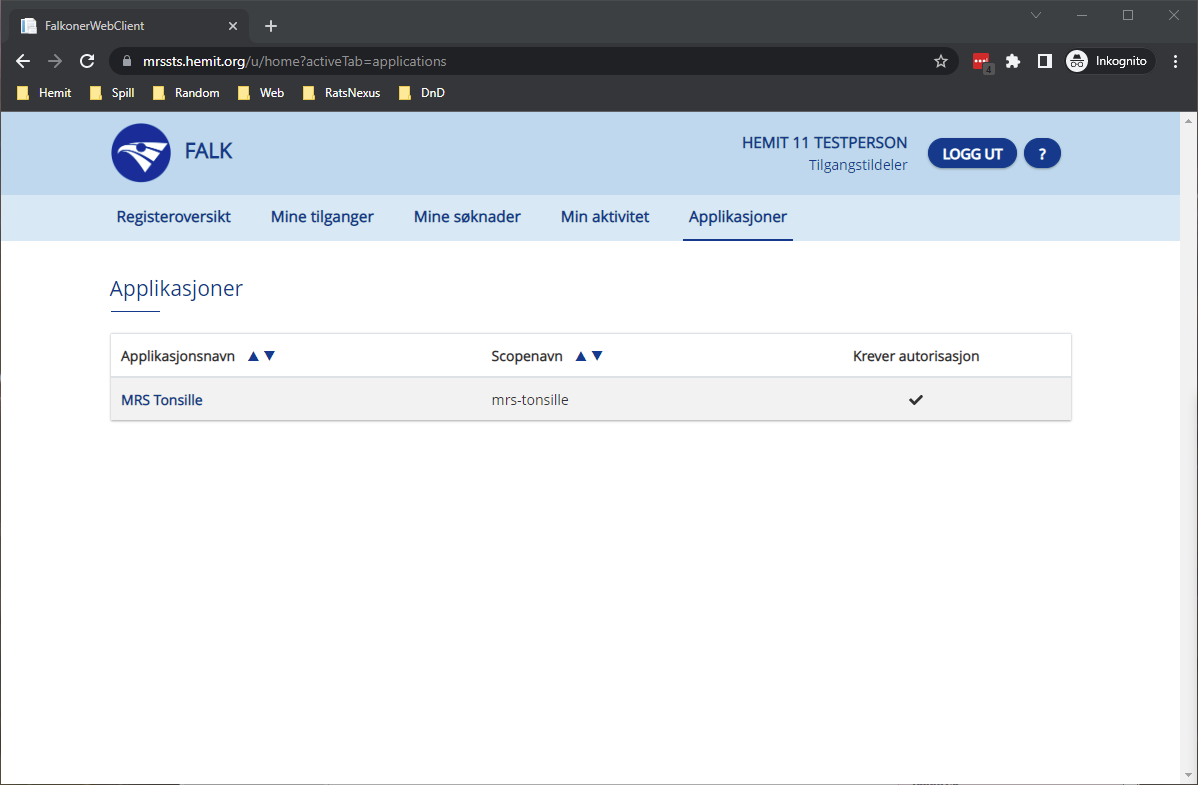 FalkonerWebClient
mrssts.hemit.org/u/home?activeTab=applications
4
Inkognito
Hemit Spill Random Web RatsNexus DnD
FALK
HEMIT 11 TESTPERSON
Tilgangstildeler
LOGG UT ?
Registeroversikt Mine tilganger Mine søknader Min aktivitet Applikasjoner
Applikasjoner
Applikasjonsnavn Scopenavn Krever autorisasjon
MRS Tonsille mrs-tonsille